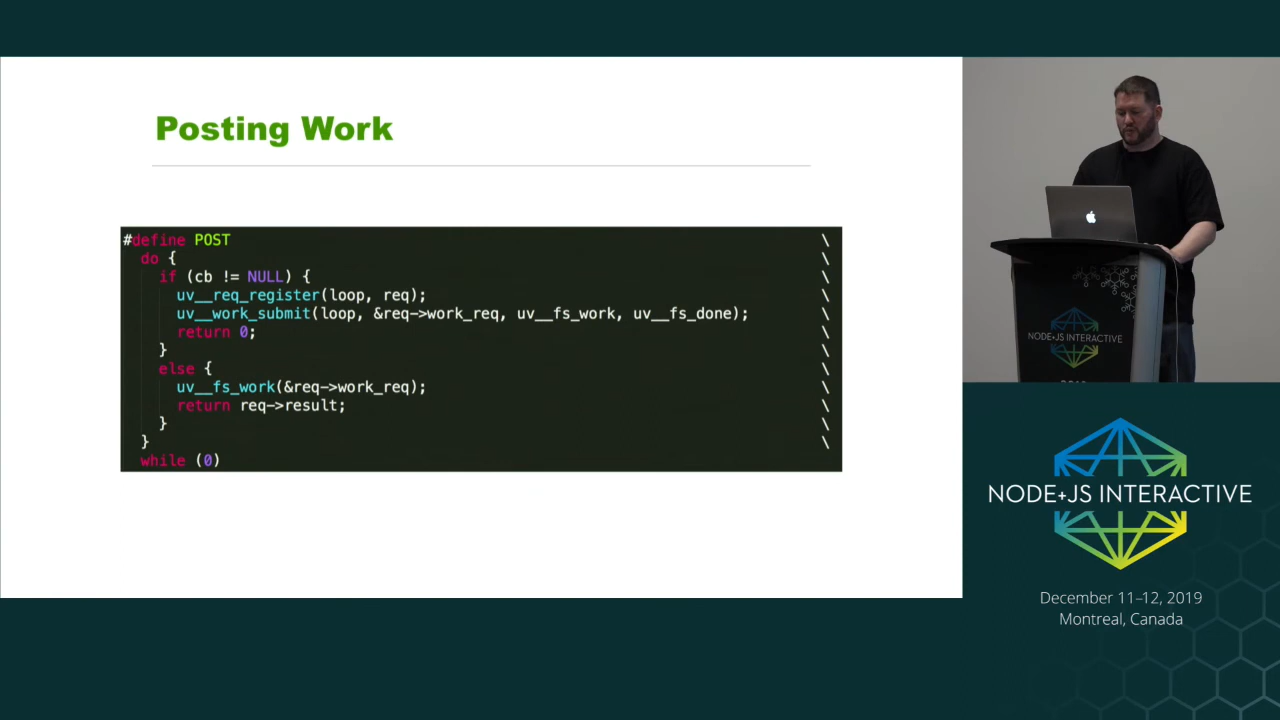 Posting Work
#define POST \
do { \
if (cb != NULL) { \
uv__req_register(loop, req); \
uv__work_submit(loop, &req->work_req, uv__fs_work, uv__fs_done); \
return 0; \
} \
else { \
uv__fs_work(&req->work_req); \
return req->result; \
} \
} \
while (0)
NODE+JS INTERACTIVE
NODE+JS INTERACTIVE
December 11–12, 2019
Montreal, Canada